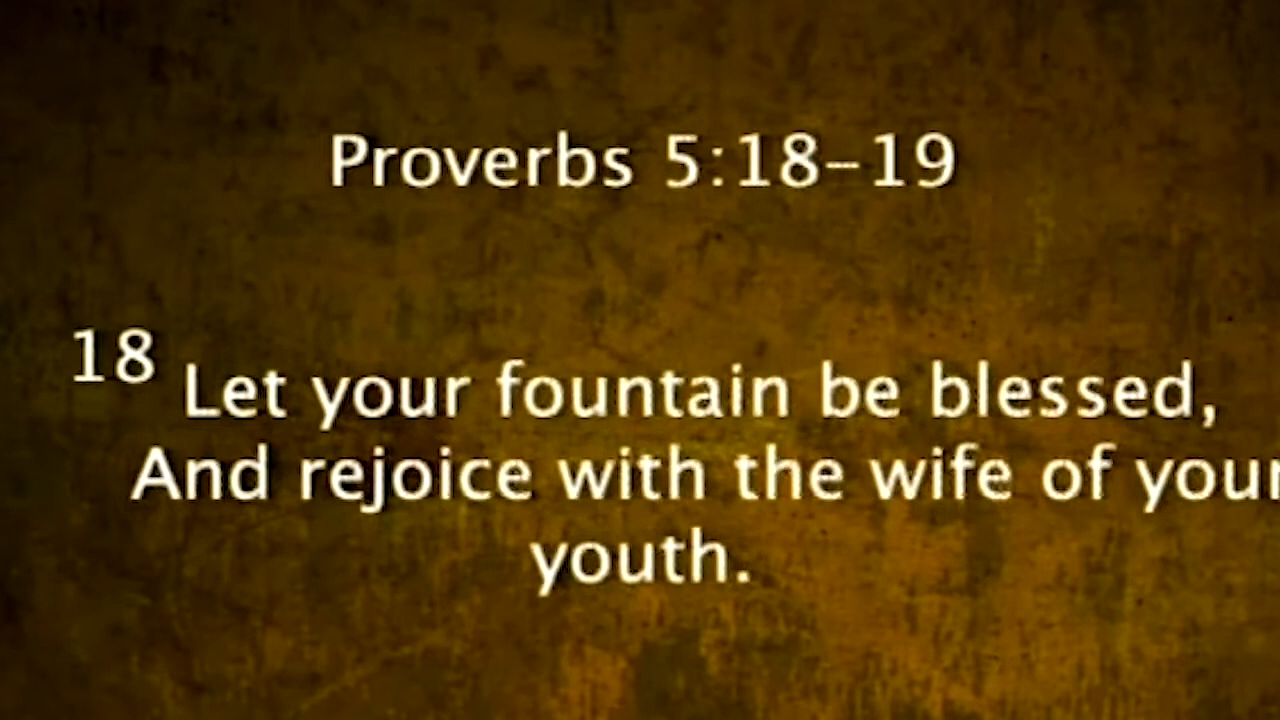 Proverbs 5:18-19
18 Let your fountain be blessed,
And rejoice with the wife of your
youth.